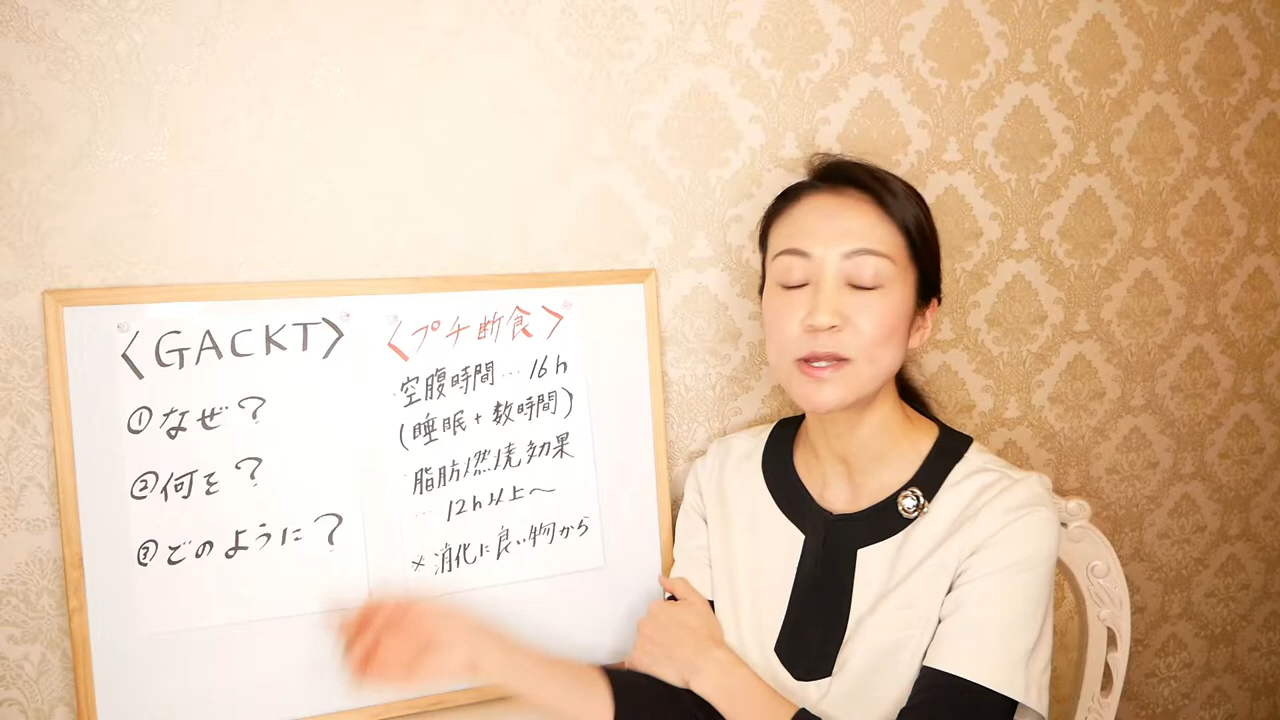 〈GACKT〉
①なぜ?
②何を?
③どのように?
〈プチ断食〉
空腹時間…16h
(睡眠+数時間)
脂肪燃焼効果
…12h以上〜
※消化に良い物から